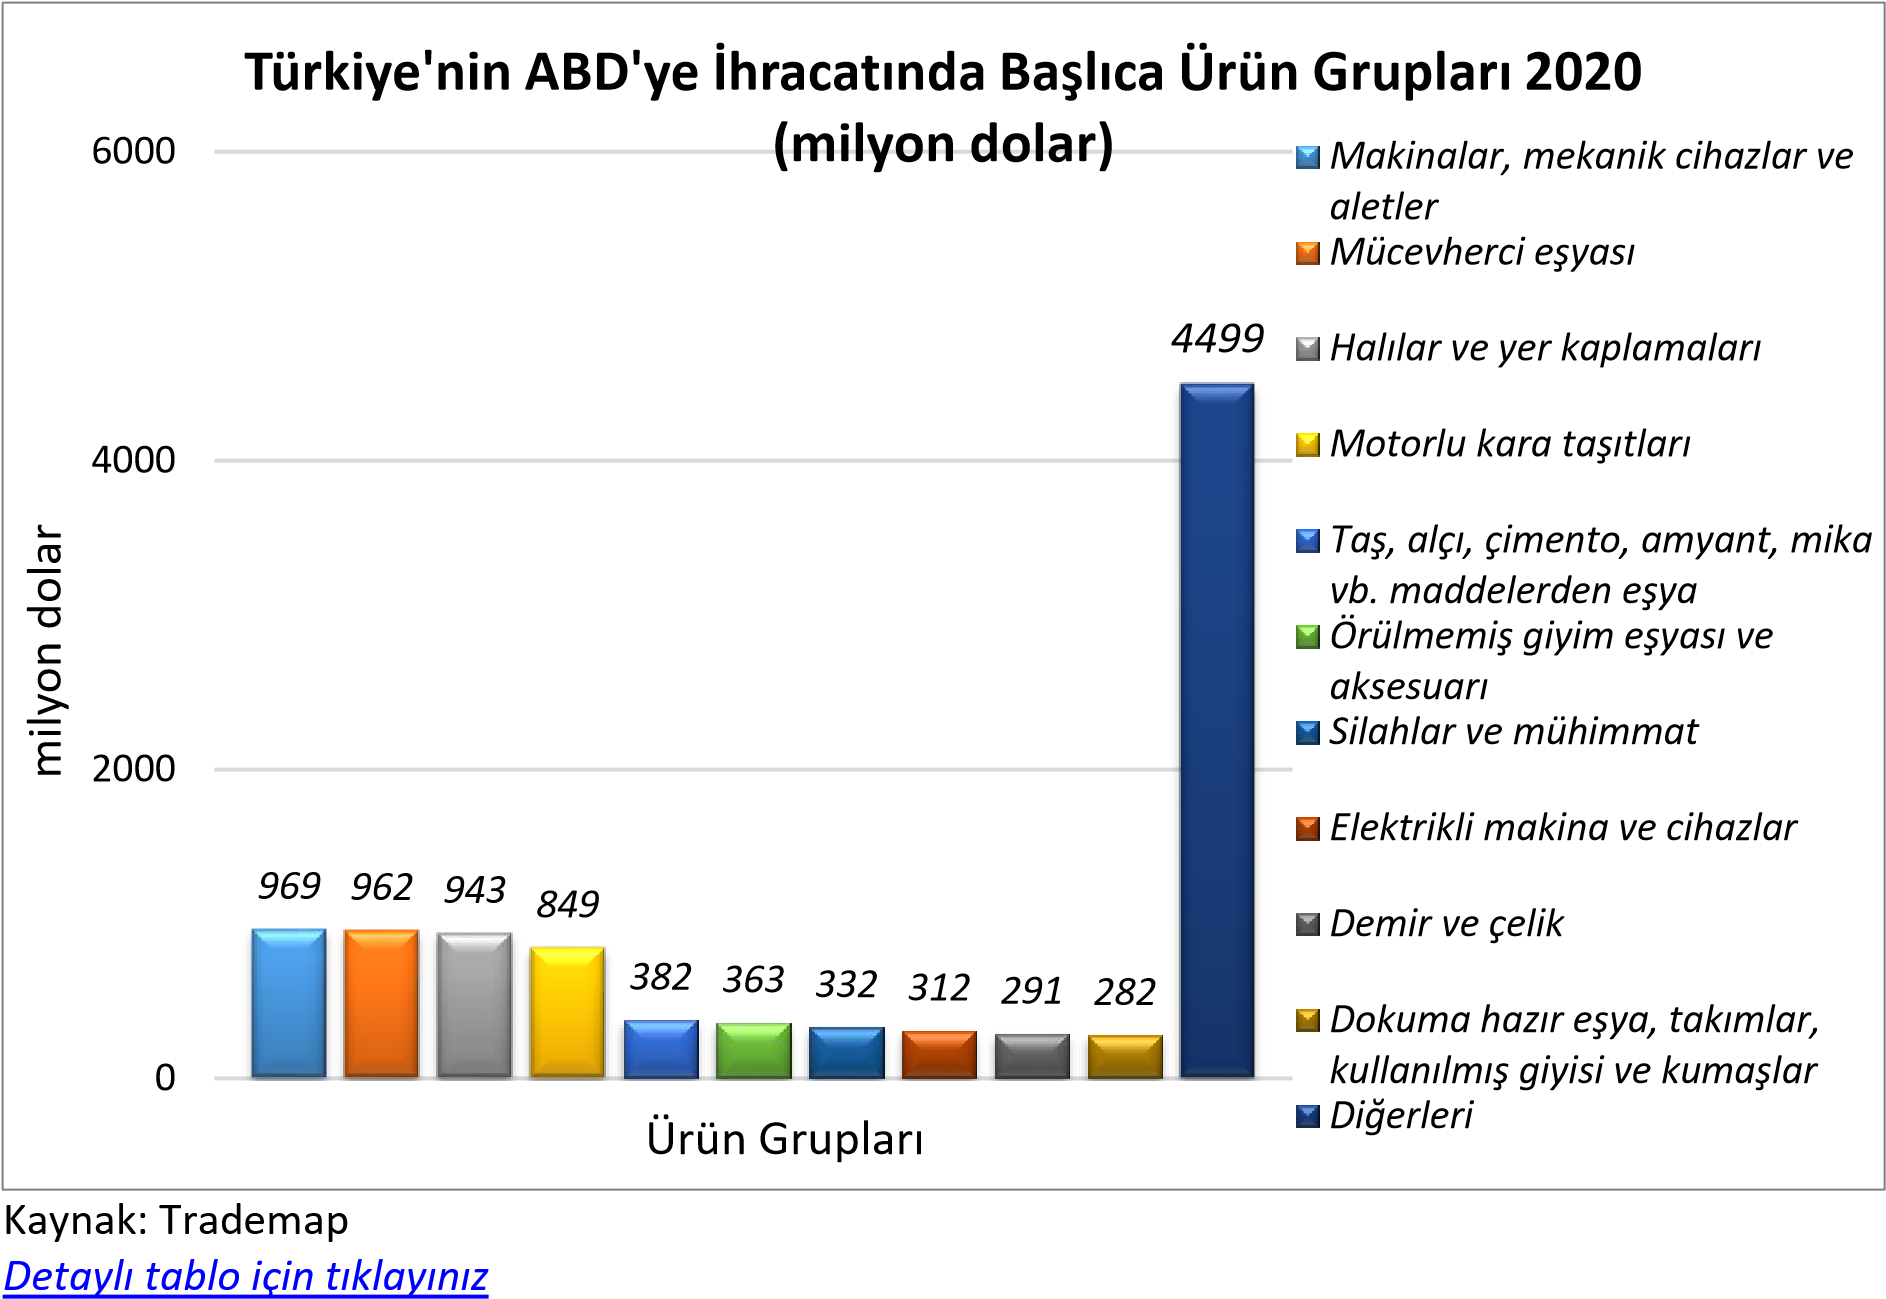 Türkiye'nin ABD'ye İhracatında Başlıca Ürün Grupları 2020
(milyon dolar)
6000
4000
2000
0
milyon dolar
969
962
943
849
382
363
332
312
291
282
4499
Ürün Grupları
Makinalar, mekanik cihazlar ve
aletler
Mücevherci eşyası
Halılar ve yer kaplamaları
Motorlu kara taşıtları
Taş, alçı, çimento, amyant, mika
vb. maddelerden eşya
Örülmemiş giyim eşyası ve
aksesuarı
Silahlar ve mühimmat
Elektrikli makina ve cihazlar
Demir ve çelik
Dokuma hazır eşya, takımlar,
kullanılmış giyisi ve kumaşlar
Diğerleri
Kaynak: Trademap
Detaylı tablo için tıklayınız